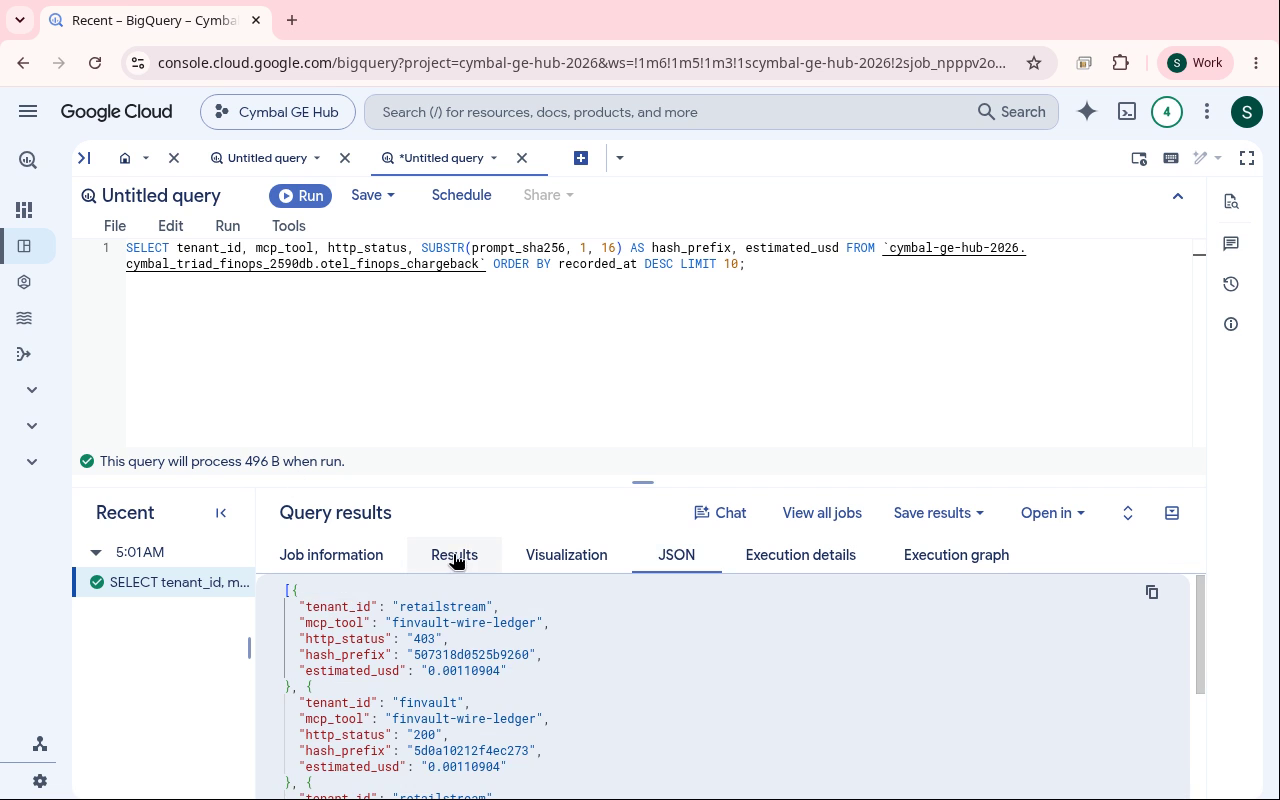 Recent – BigQuery – Cymba
console.cloud.google.com/bigquery?project=cymbal-ge-hub-2026&ws=!1m6!1m5!1m3!1scymbal-ge-hub-2026!2sjob_npppv2o...
S Work
Google Cloud
Cymbal GE Hub
Search (/) for resources, docs, products, and more
Search
4
S
Untitled query
*Untitled query
Untitled query
Run
Save
Schedule
Share
File Edit Run Tools
1 SELECT tenant_id, mcp_tool, http_status, SUBSTR(prompt_sha256, 1, 16) AS hash_prefix, estimated_usd FROM `cymbal-ge-hub-2026.
cymbal_triad_finops_2590db.otel_finops_chargeback` ORDER BY recorded_at DESC LIMIT 10;
This query will process 496 B when run.
Recent
5:01AM
SELECT tenant_id, m...
Query results
Chat
View all jobs
Save results
Open in
Job information Results Visualization JSON Execution details Execution graph
[{
"tenant_id": "retailstream",
"mcp_tool": "finvault-wire-ledger",
"http_status": "403",
"hash_prefix": "507318d0525b9260",
"estimated_usd": "0.00110904"
}, {
"tenant_id": "finvault",
"mcp_tool": "finvault-wire-ledger",
"http_status": "200",
"hash_prefix": "5d0a10212f4ec273",
"estimated_usd": "0.00110904"
}, {
"tenant_id": "retailstream",